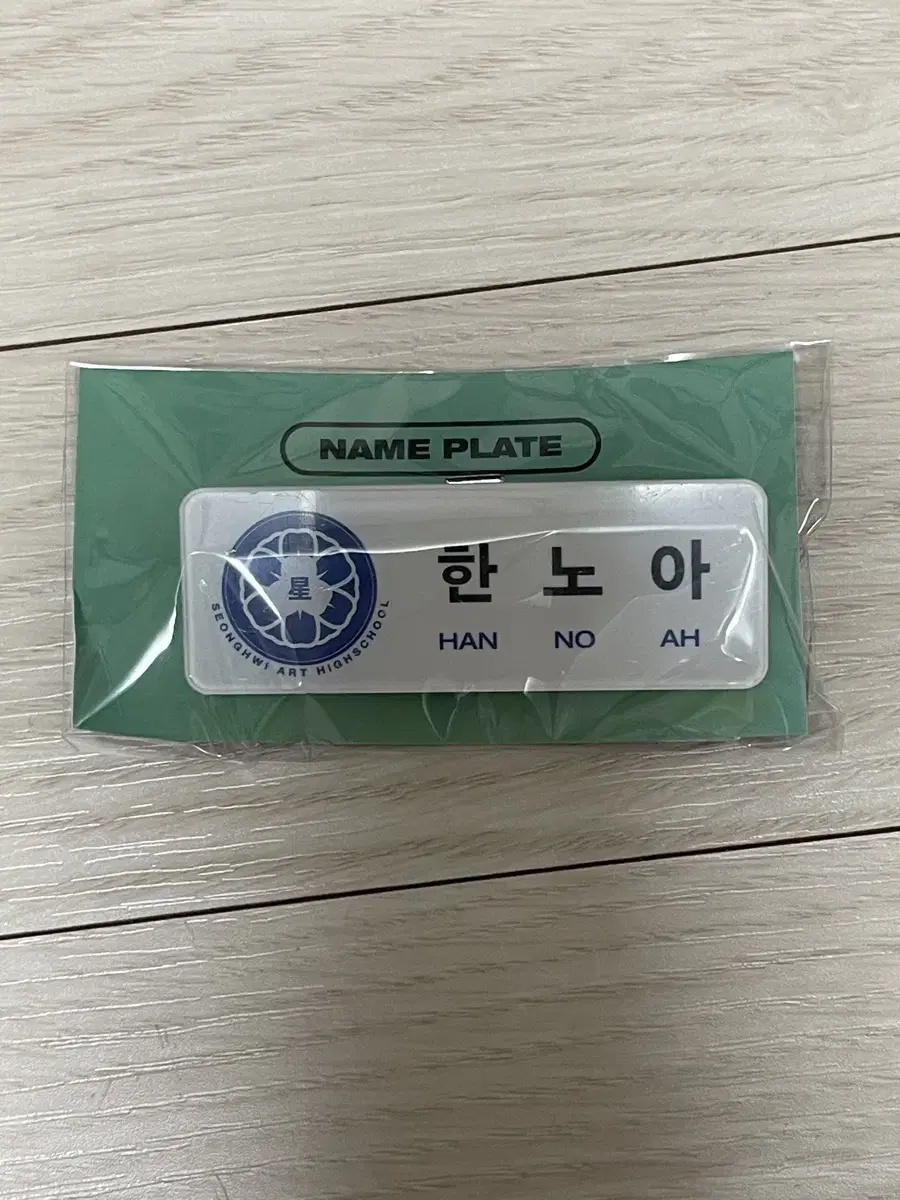 NAME PLATE
星
SEONGHWI ART HIGHSCHOOL
한 노 아
HAN NO AH